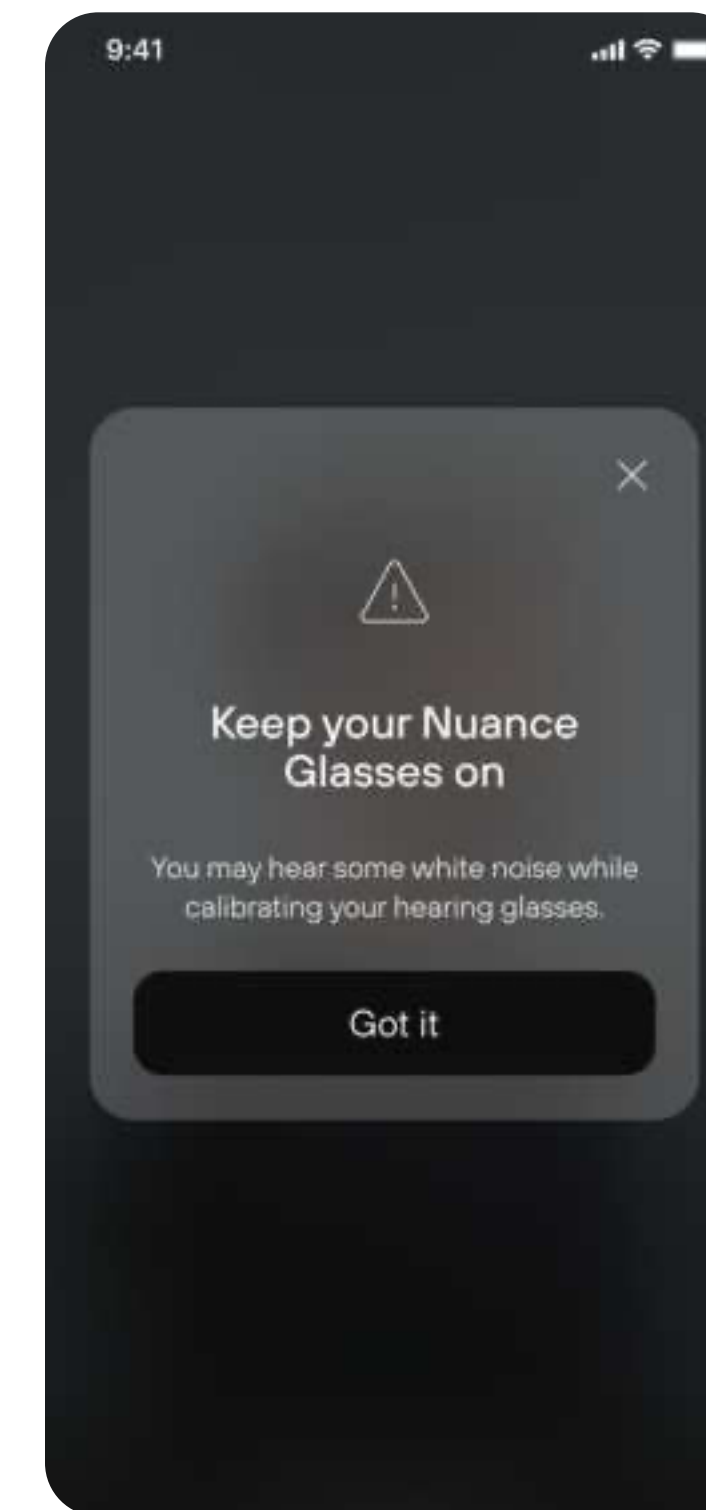 9:41
Keep your Nuance
Glasses on
You may hear some white noise while
calibrating your hearing glasses.
Got it